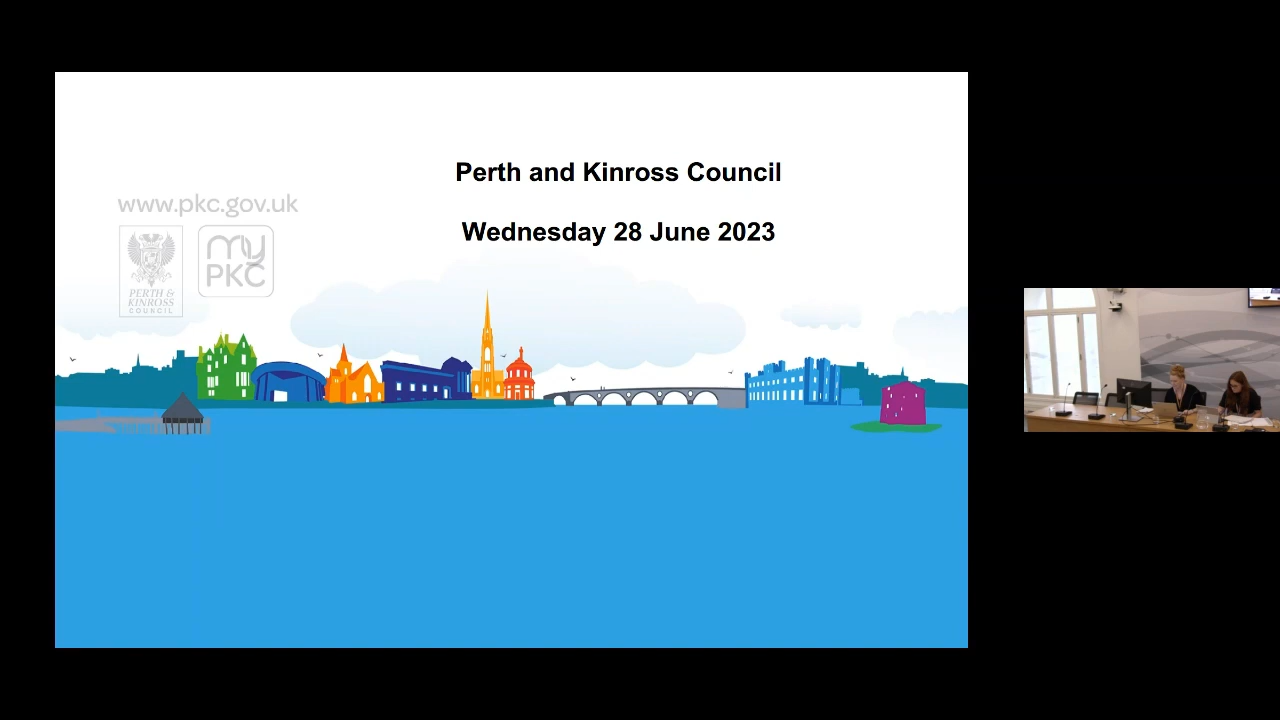 Perth and Kinross Council
Wednesday 28 June 2023
www.pkc.gov.uk
my
PKC
PERTH &
KINROSS
COUNCIL